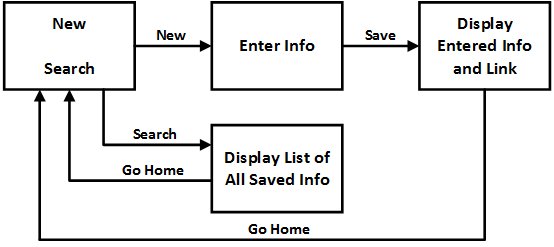 New
Search
New
Enter Info
Save
Display
Entered Info
and Link
Search
Go Home
Display List of
All Saved Info
Go Home